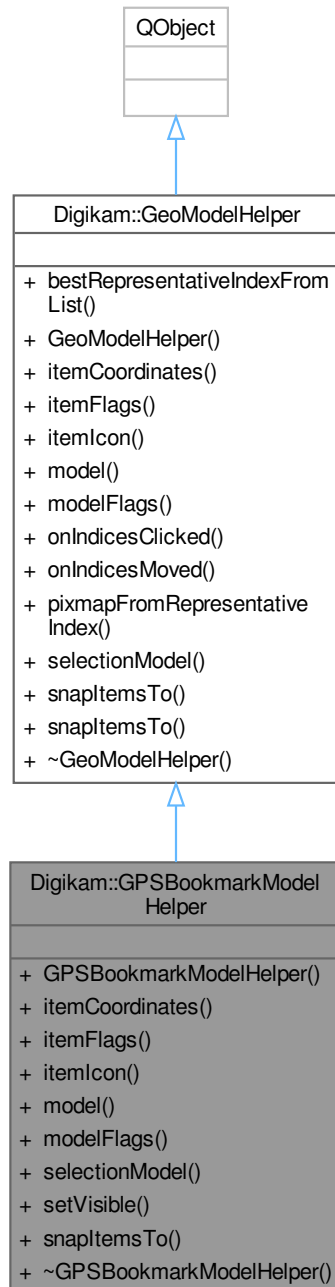 QObject
Digikam::GeoModelHelper
+ bestRepresentativeIndexFrom
List()
+ GeoModelHelper()
+ itemCoordinates()
+ itemFlags()
+ itemIcon()
+ model()
+ modelFlags()
+ onIndicesClicked()
+ onIndicesMoved()
+ pixmapFromRepresentative
Index()
+ selectionModel()
+ snapItemsTo()
+ snapItemsTo()
+ ~GeoModelHelper()
Digikam::GPSBookmarkModel
Helper
+ GPSBookmarkModelHelper()
+ itemCoordinates()
+ itemFlags()
+ itemIcon()
+ model()
+ modelFlags()
+ selectionModel()
+ setVisible()
+ snapItemsTo()
+ ~GPSBookmarkModelHelper()